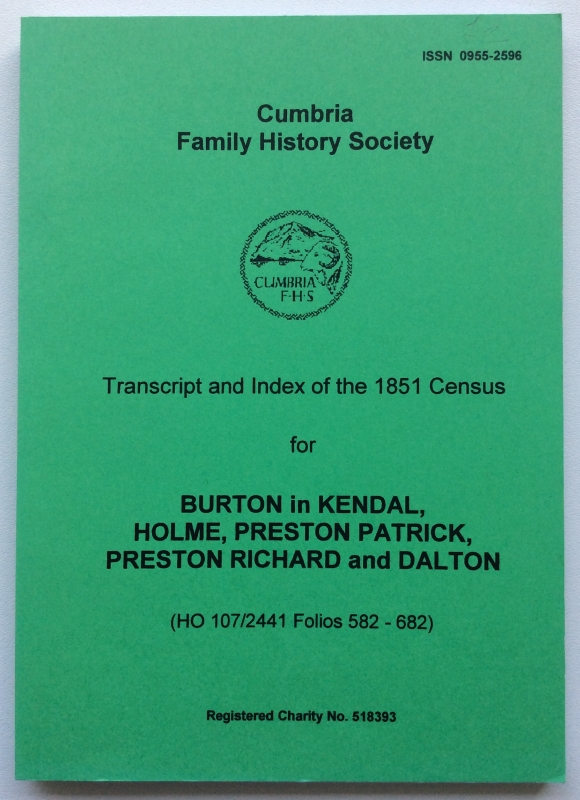 ISSN 0955-2596
Cumbria
Family History Society
CUMBRIA
F·H·S
Transcript and Index of the 1851 Census
for
BURTON in KENDAL,
HOLME, PRESTON PATRICK,
PRESTON RICHARD and DALTON
(HO 107/2441 Folios 582 - 682)
Registered Charity No. 518393